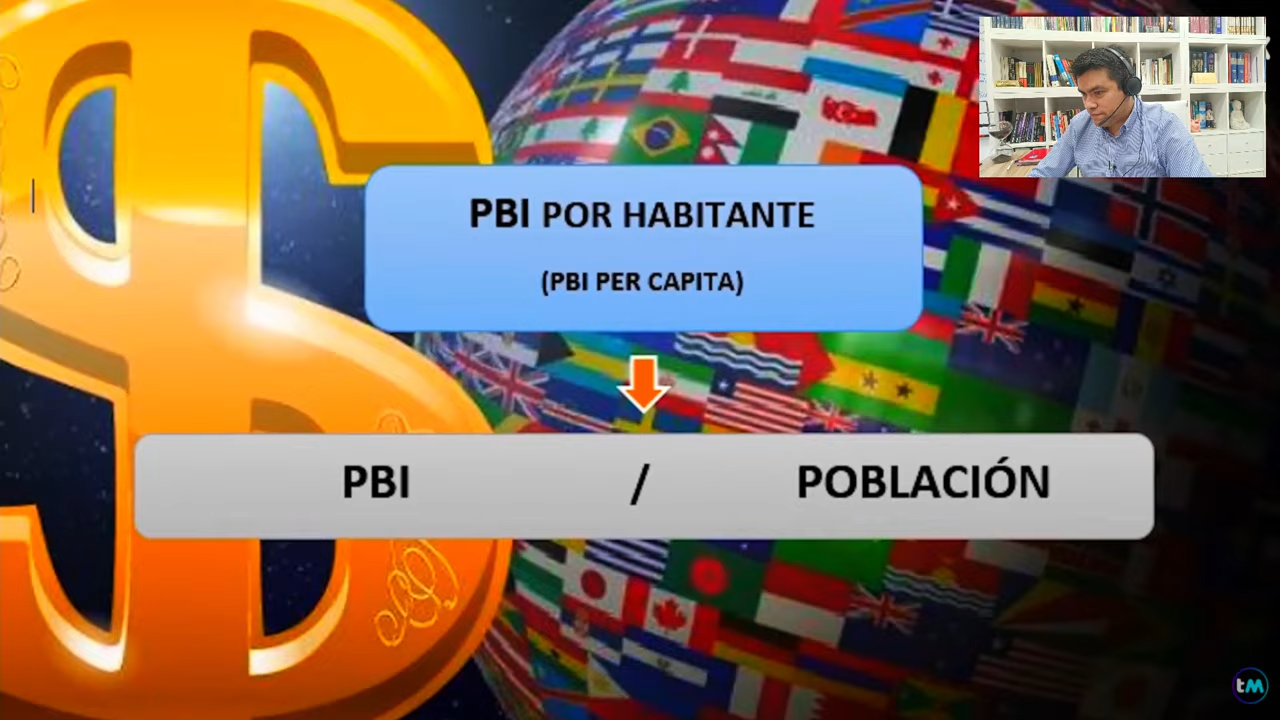 PBI POR HABITANTE
(PBI PER CAPITA)
PBI / POBLACIÓN
tM